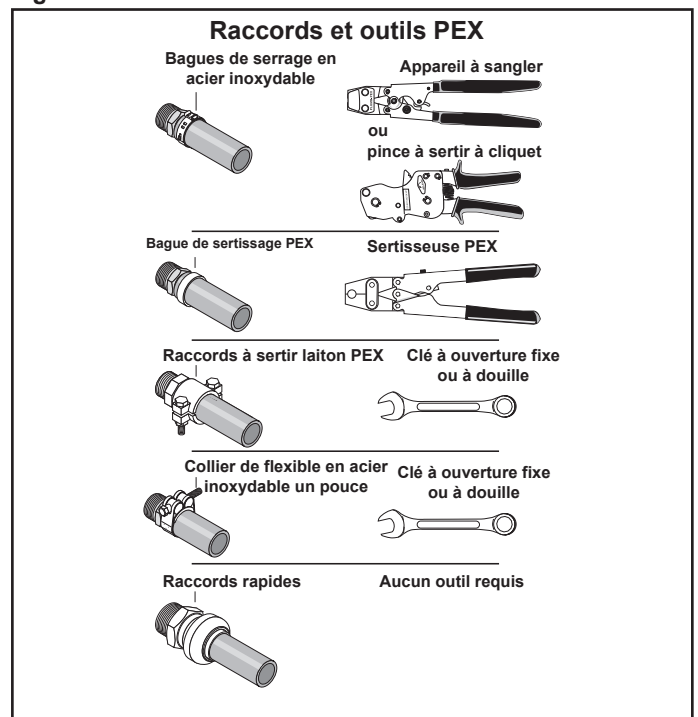 Raccords et outils PEX
Bagues de serrage en
acier inoxydable
Appareil à sangler
ou
pince à sertir à cliquet
Bague de sertissage PEX
Sertisseuse PEX
Raccords à sertir laiton PEX
Clé à ouverture fixe
ou à douille
Collier de flexible en acier
inoxydable un pouce
Clé à ouverture fixe
ou à douille
Raccords rapides
Aucun outil requis